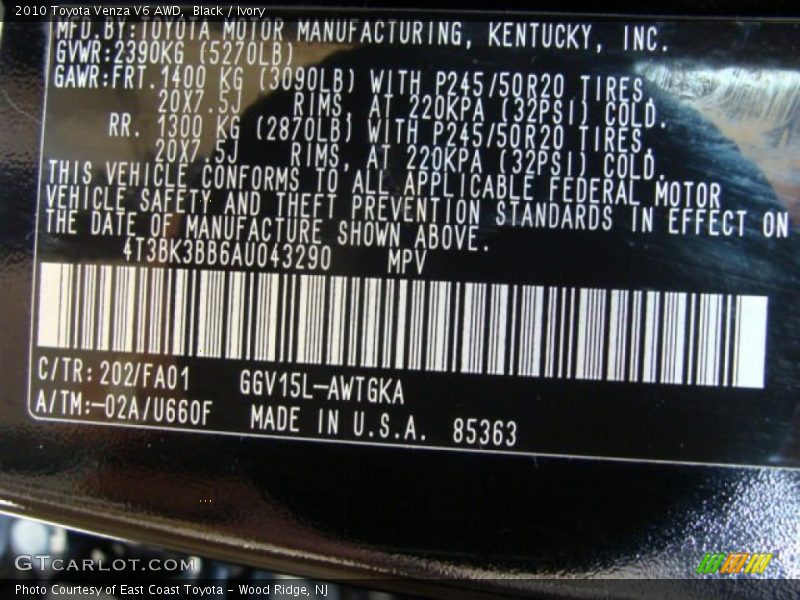 2010 Toyota Venza V6 AWD, Black / Ivory
MFD.BY:TOYOTA MOTOR MANUFACTURING, KENTUCKY, INC.
GVWR:2390KG (5270LB)
GAWR:FRT.1400 KG (3090LB) WITH P245/50R20 TIRES,
20X7.5J RIMS, AT 220KPA (32PSI) COLD.
RR. 1300 KG (2870LB) WITH P245/50R20 TIRES,
20X7.5J RIMS, AT 220KPA (32PSI) COLD.
THIS VEHICLE CONFORMS TO ALL APPLICABLE FEDERAL MOTOR
VEHICLE SAFETY AND THEFT PREVENTION STANDARDS IN EFFECT ON
THE DATE OF MANUFACTURE SHOWN ABOVE.
4T3BK3BB6AU043290 MPV
C/TR:202/FA01 GGV15L-AWTGKA
A/TM:-02A/U660F MADE IN U.S.A. 85363
GTCARLOT.COM
Photo Courtesy of East Coast Toyota - Wood Ridge, NJ